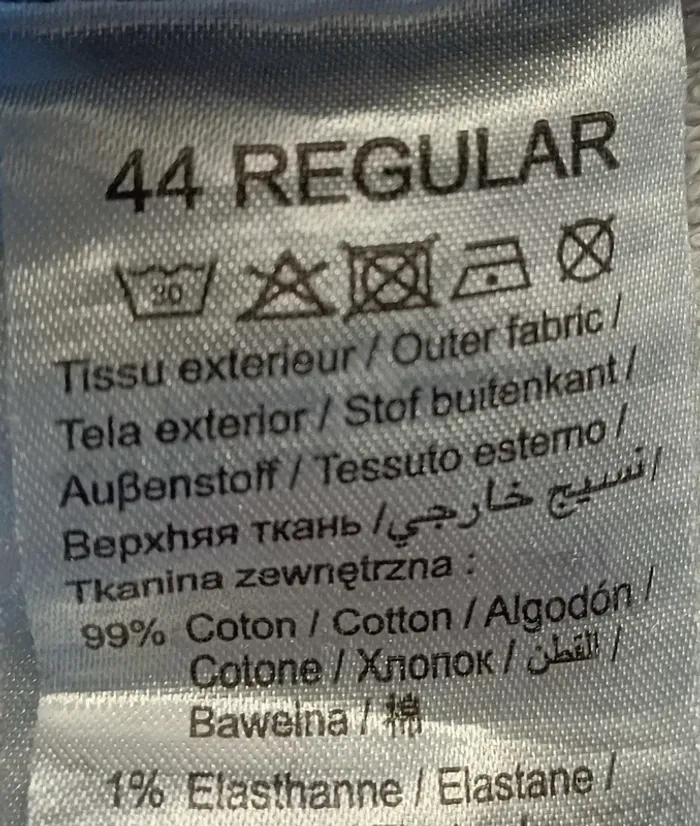 44 REGULAR
30
Tissu exterieur / Outer fabric /
Tela exterior / Stof buitenkant /
Außenstoff / Tessuto esterno /
Верхняя ткань / نسيج خارجي /
Tkanina zewnętrzna :
99% Coton / Cotton / Algodón /
Cotone / Хлопок / القطن /
Bawełna / 棉
1% Elasthanne / Elastane /